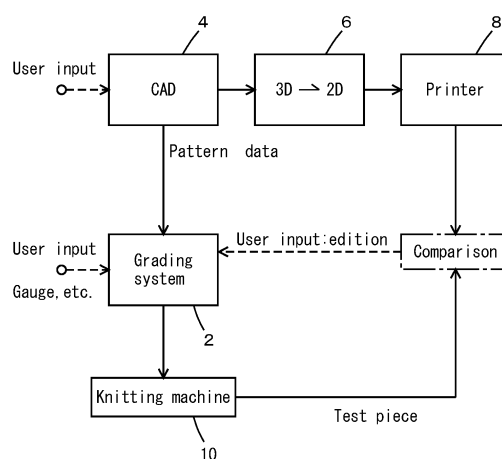 4
6
8
User input
CAD
3D → 2D
Printer
Pattern data
User input
Gauge, etc.
Grading system
User input:edition
Comparison
2
Knitting machine
Test piece
10